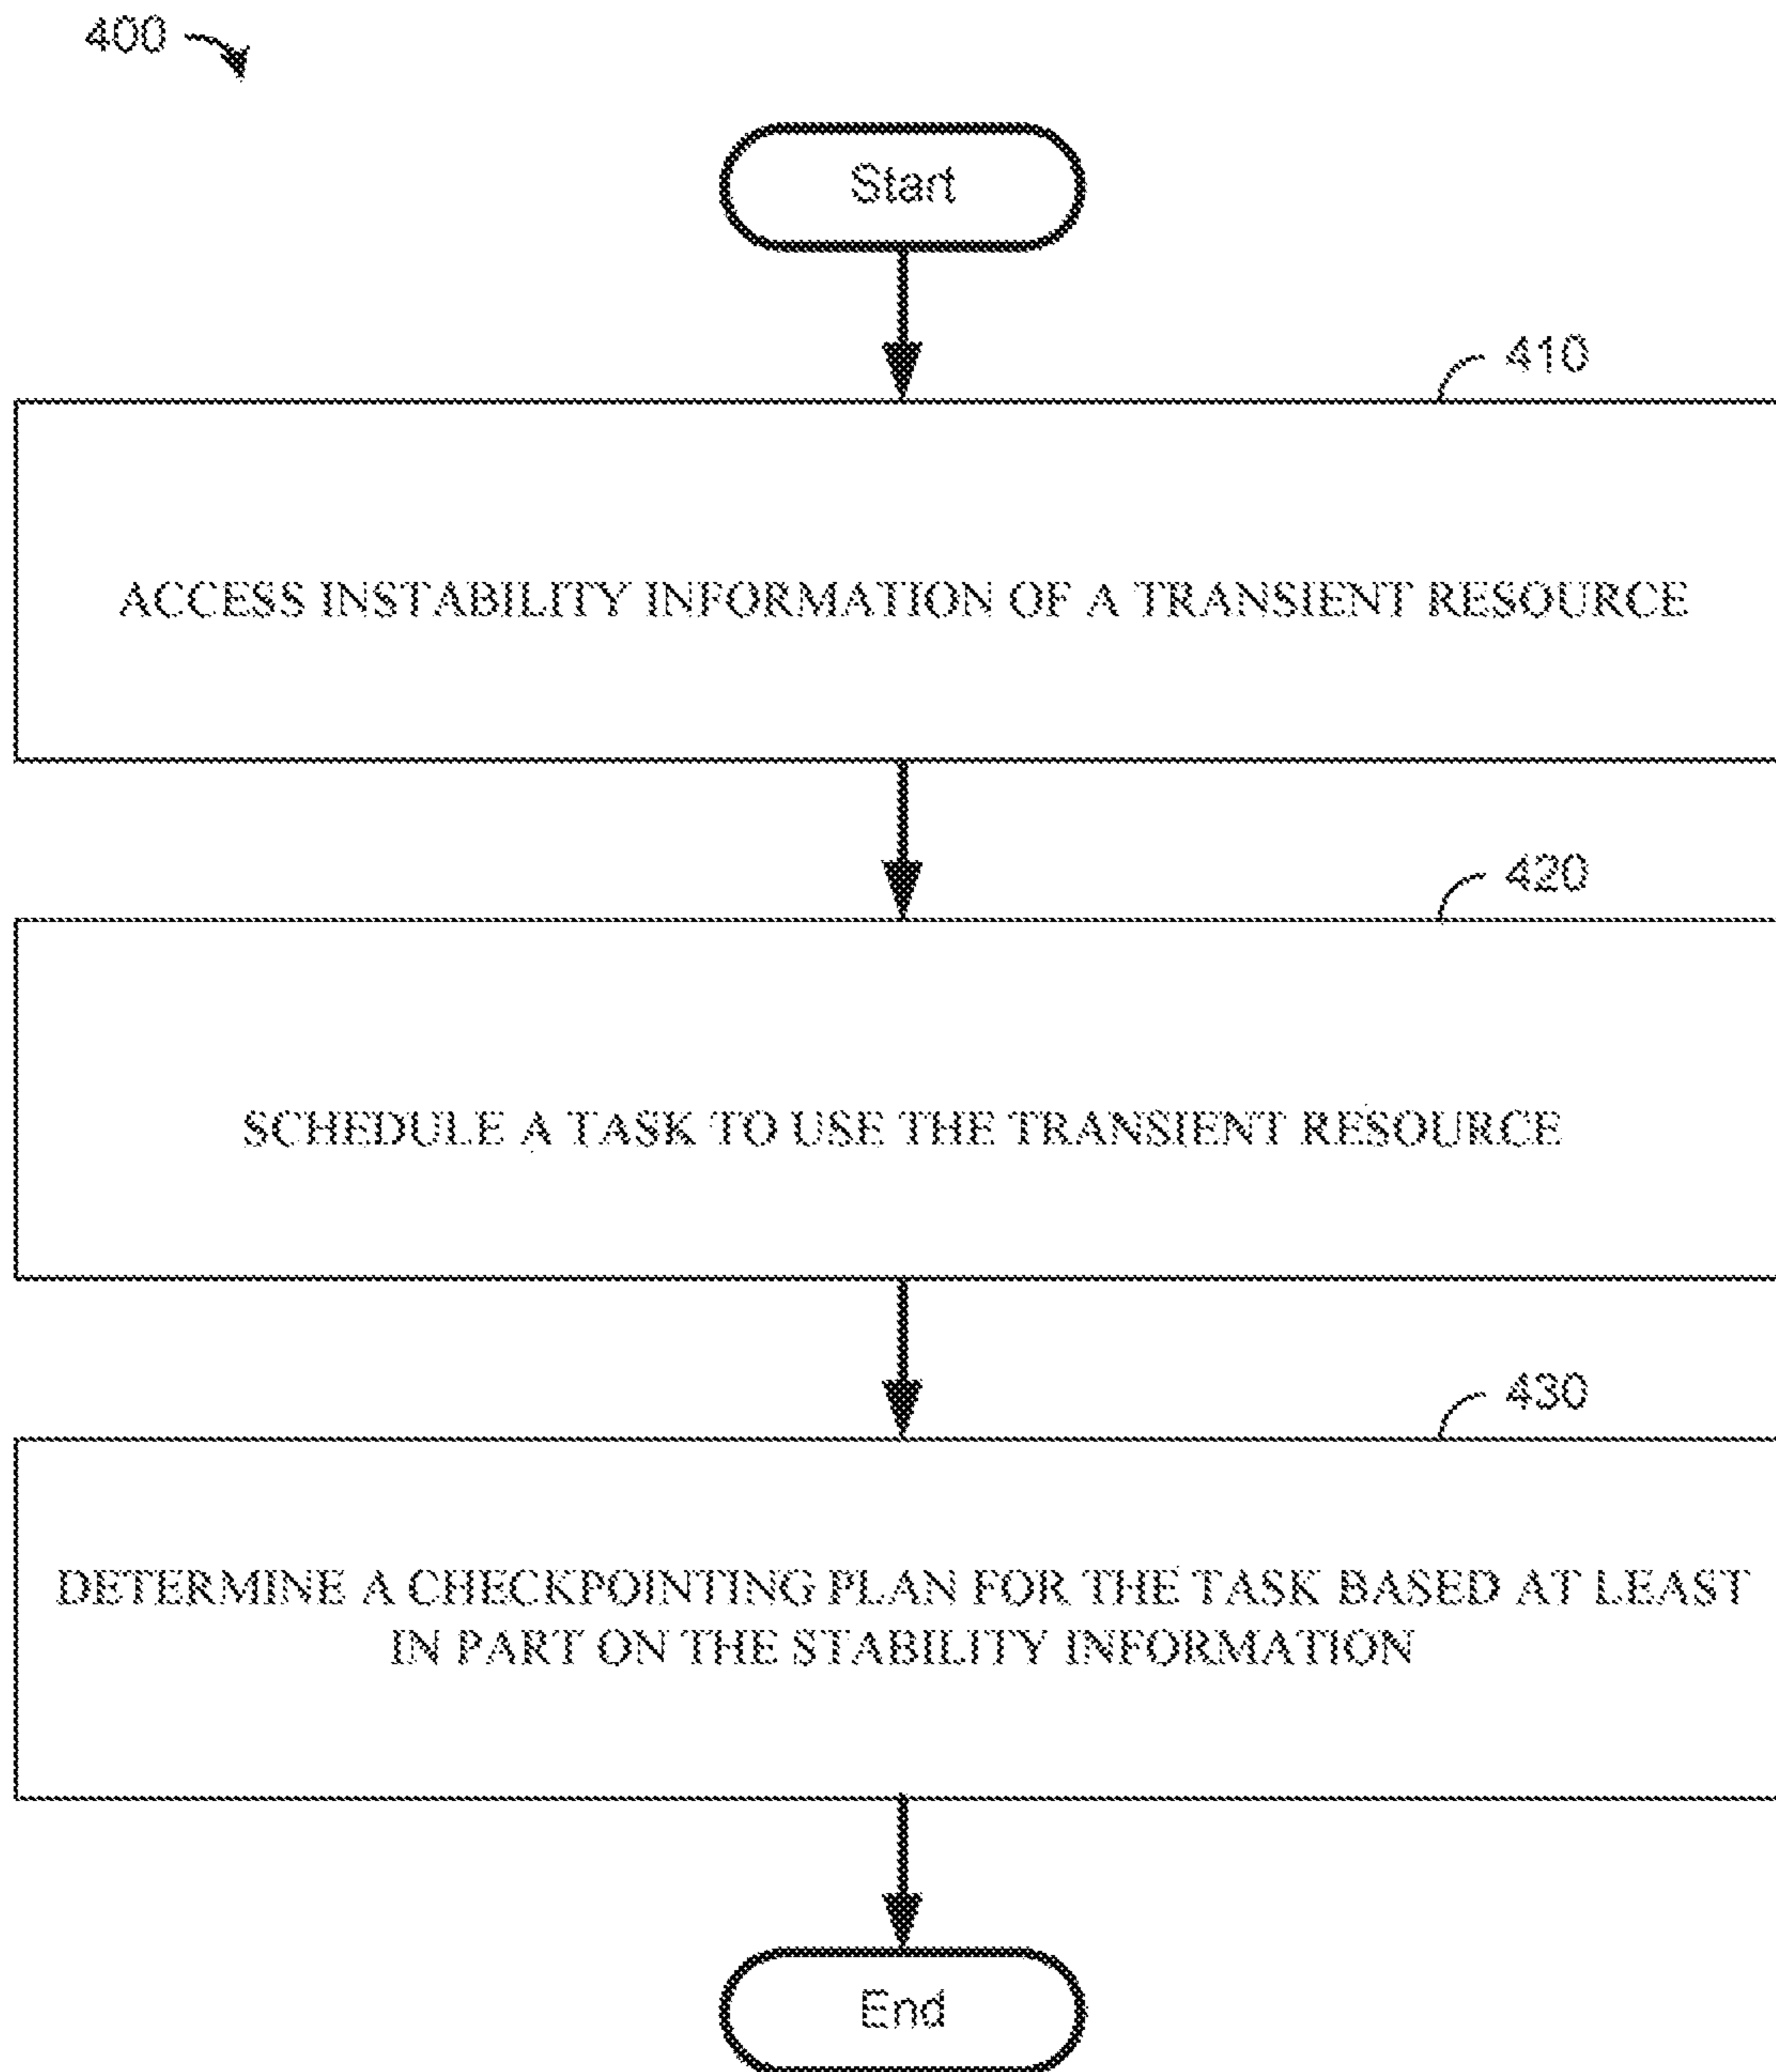 400
Start
410
ACCESS INSTABILITY INFORMATION OF A TRANSIENT RESOURCE
420
SCHEDULE A TASK TO USE THE TRANSIENT RESOURCE
430
DETERMINE A CHECKPOINTING PLAN FOR THE TASK BASED AT LEAST
IN PART ON THE STABILITY INFORMATION
End